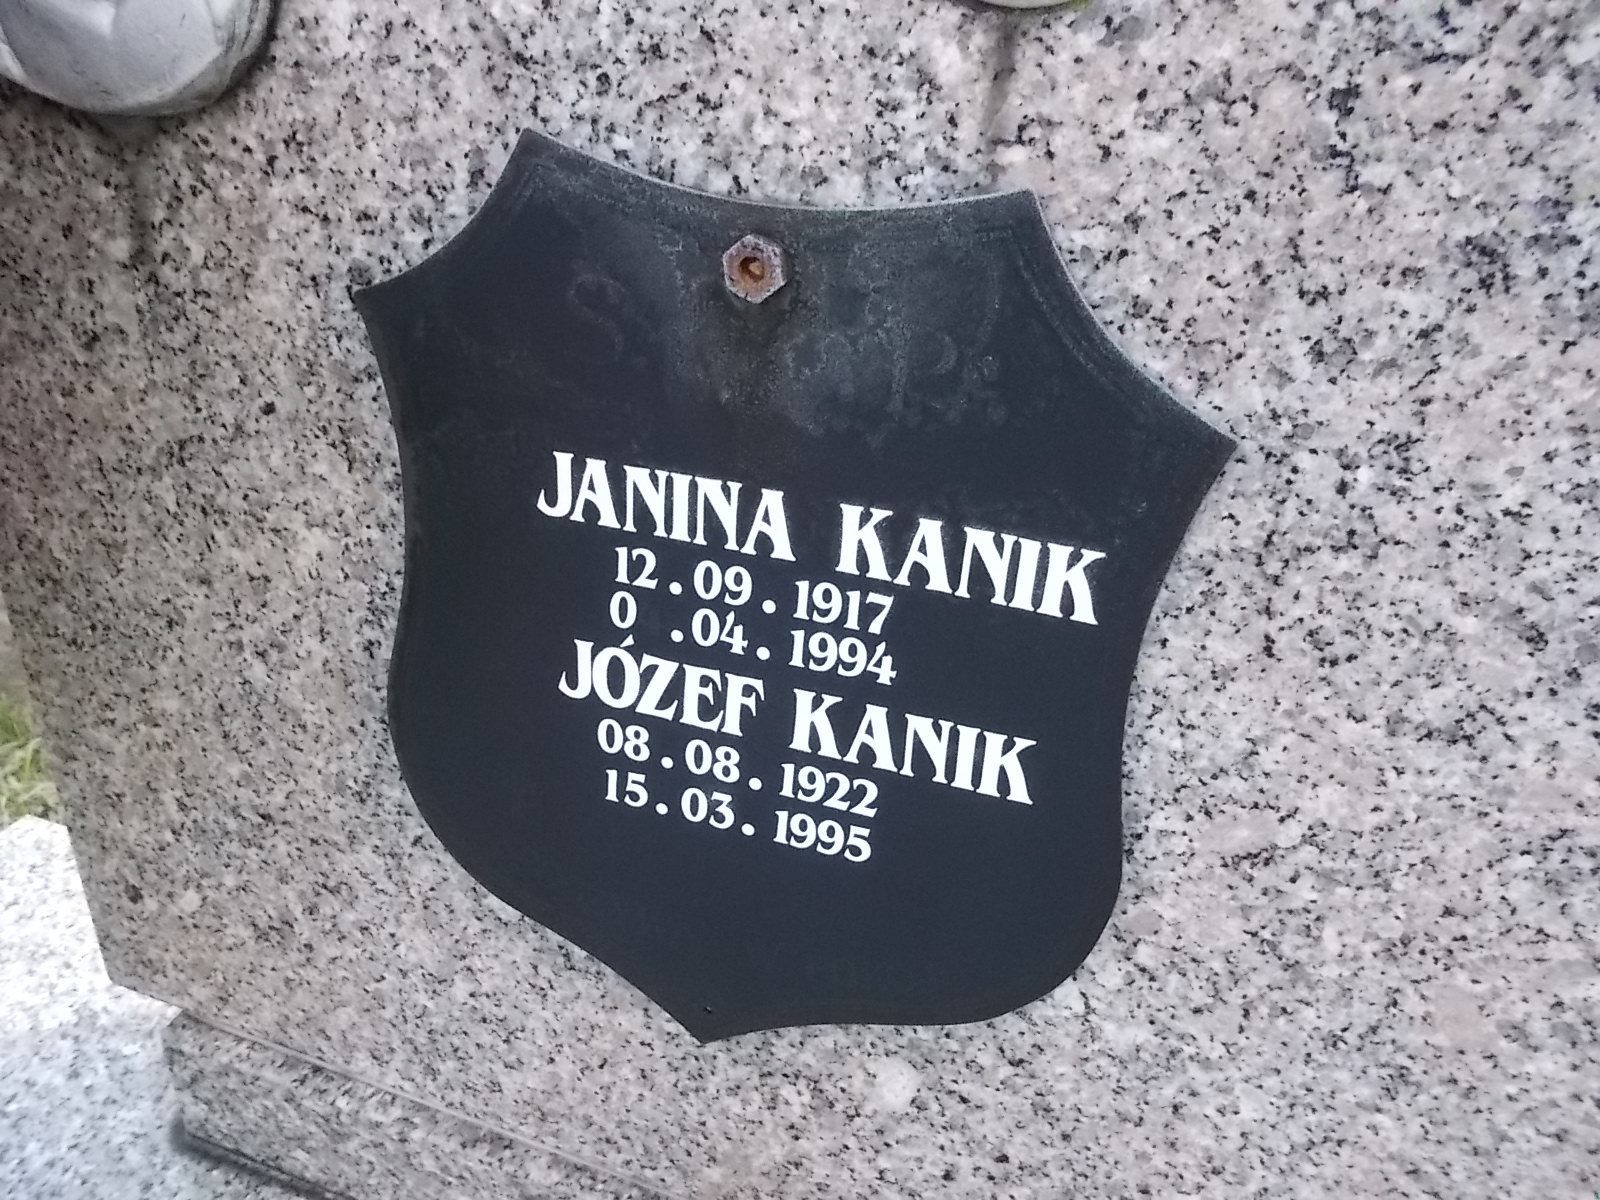 S. P.
JANINA KANIK
12.09.1917
0 .04.1994
JÓZEF KANIK
08.08.1922
15.03.1995